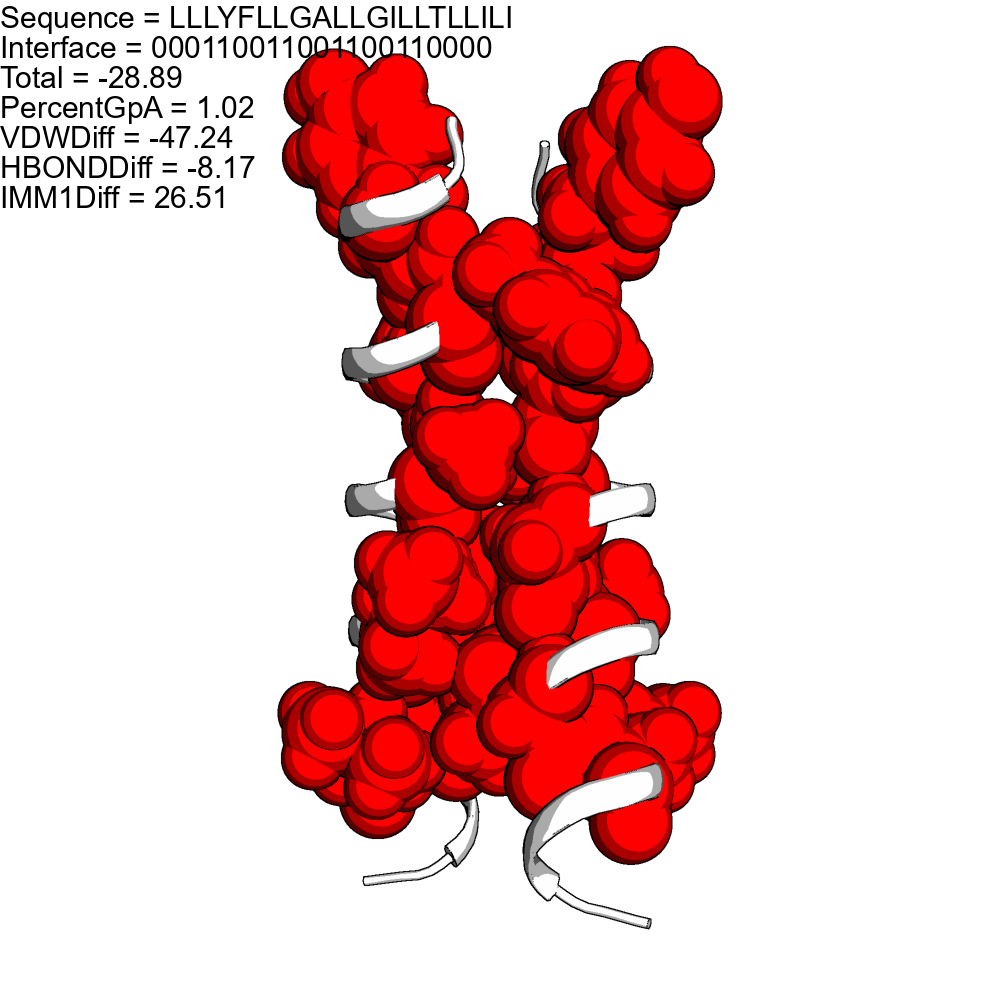 Sequence = LLLYFLLGALLGILLTLLILI
Interface = 000110011001100110000
Total = -28.89
PercentGpA = 1.02
VDWDiff = -47.24
HBONDDiff = -8.17
IMM1Diff = 26.51